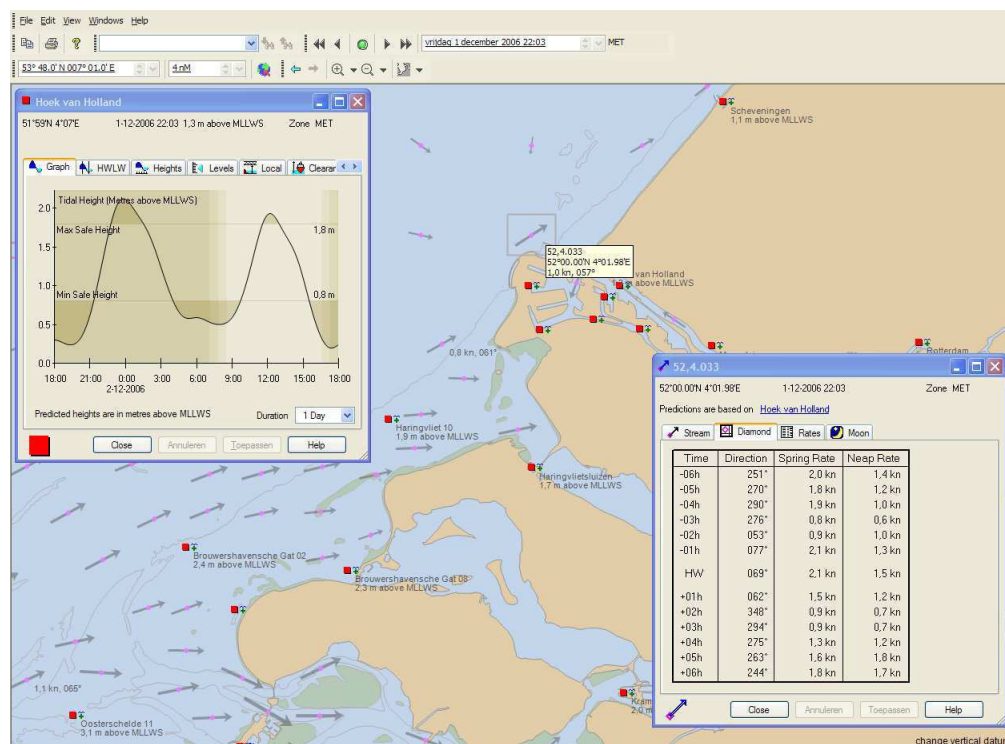 File Edit View Windows Help
vrijdag 1 december 2006 22:03 MET
53° 48.0' N 007° 01.0' E 4 nM
Hoek van Holland
51°59'N 4°07'E 1-12-2006 22:03 1,3 m above MLLWS Zone MET
Graph HWLW Heights Levels Local Clearar
Tidal Height (Metres above MLLWS)
2.0
Max Safe Height 1,8 m
1.5
1.0
Min Safe Height 0,8 m
0.5
0.0
18:00 21:00 0:00 3:00 6:00 9:00 12:00 15:00 18:00
2-12-2006
Predicted heights are in metres above MLLWS Duration 1 Day
Close Annuleren Toepassen Help
Scheveningen
1,1 m above MLLWS
52,4.033
52°00.00'N 4°01.98'E
1,0 kn, 057°
van Holland
m above MLLWS
0,8 kn, 061°
Rotterdam
Haringvliet 10
1,9 m above MLLWS
Haringvlietsluizen
1,7 m above MLLWS
Brouwershavensche Gat 02
2,4 m above MLLWS
Brouwershavensche Gat 08
2,3 m above MLLWS
1,1 kn, 065°
Oosterschelde 11
3,1 m above MLLWS
Kram
2,0 m
52,4.033
52°00.00'N 4°01.98'E 1-12-2006 22:03 Zone MET
Predictions are based on Hoek van Holland
Stream Diamond Rates Moon
Time Direction Spring Rate Neap Rate
-06h 251° 2,0 kn 1,4 kn
-05h 270° 1,8 kn 1,2 kn
-04h 290° 1,9 kn 1,0 kn
-03h 276° 0,8 kn 0,6 kn
-02h 053° 0,9 kn 1,0 kn
-01h 077° 2,1 kn 1,3 kn
HW 069° 2,1 kn 1,5 kn
+01h 062° 1,5 kn 1,2 kn
+02h 348° 0,9 kn 0,7 kn
+03h 294° 0,9 kn 0,7 kn
+04h 275° 1,3 kn 1,2 kn
+05h 263° 1,6 kn 1,8 kn
+06h 244° 1,8 kn 1,7 kn
Close Annuleren Toepassen Help
change vertical datum